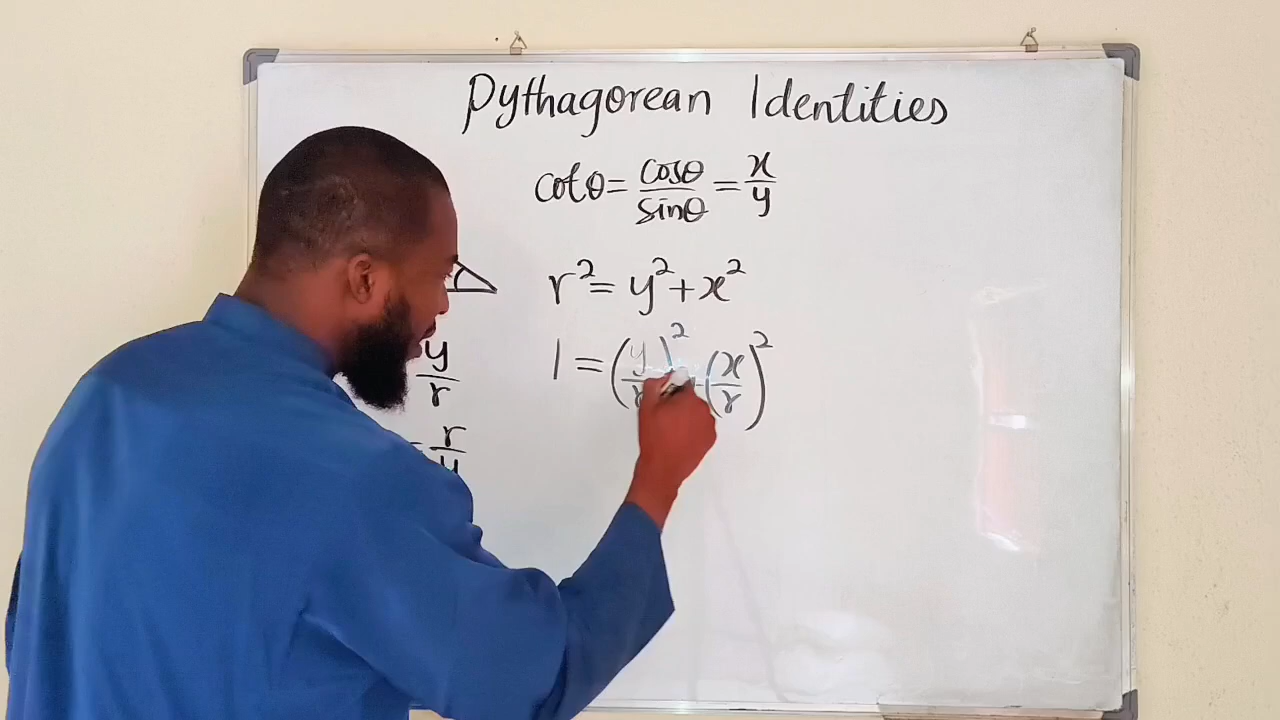 Pythagorean Identities
cotθ = cosθ/sinθ = x/y
r² = y² + x²
1 = (y/r)² + (x/r)²
y/r
= r/y